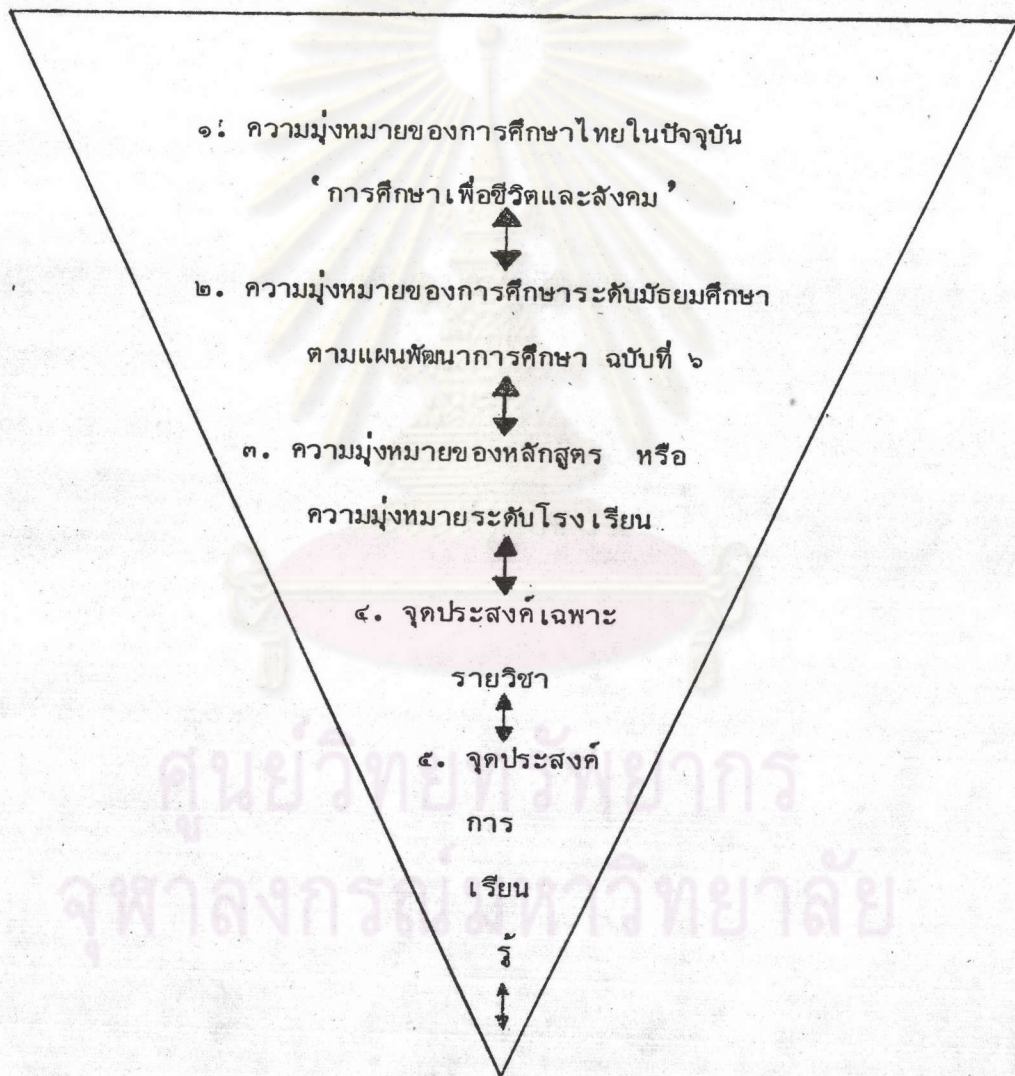 ๑. ความมุ่งหมายของการศึกษาไทยในปัจจุบัน
‘การศึกษาเพื่อชีวิตและสังคม’
๒. ความมุ่งหมายของการศึกษาระดับมัธยมศึกษา
ตามแผนพัฒนาการศึกษา ฉบับที่ ๖
๓. ความมุ่งหมายของหลักสูตร หรือ
ความมุ่งหมายระดับโรงเรียน
๔. จุดประสงค์เฉพาะ
รายวิชา
๕. จุดประสงค์
การ
เรียน
รู้
ศูนย์วิทยทรัพยากร
จุฬาลงกรณ์มหาวิทยาลัย